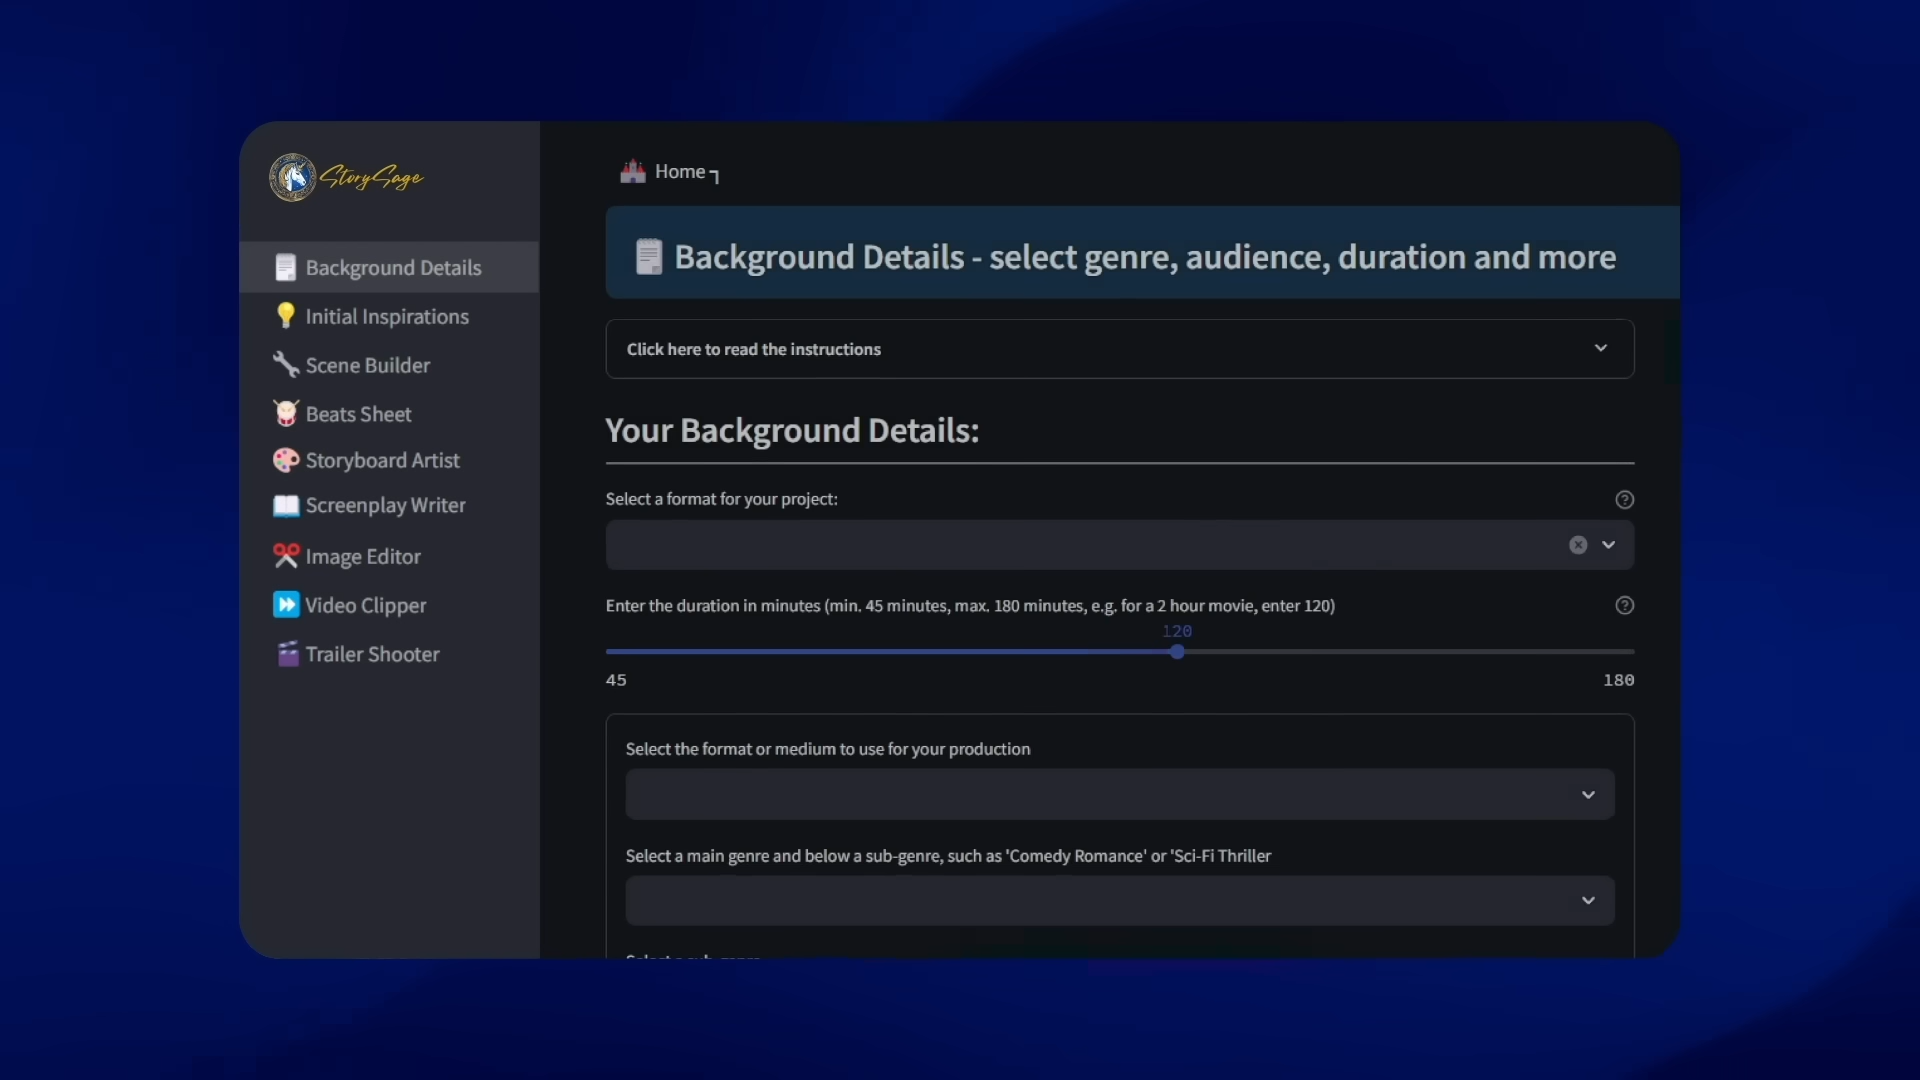 StorySage
Background Details
Initial Inspirations
Scene Builder
Beats Sheet
Storyboard Artist
Screenplay Writer
Image Editor
Video Clipper
Trailer Shooter
Home ┐
Background Details - select genre, audience, duration and more
Click here to read the instructions
Your Background Details:
Select a format for your project:
Enter the duration in minutes (min. 45 minutes, max. 180 minutes, e.g. for a 2 hour movie, enter 120)
120
45 180
Select the format or medium to use for your production
Select a main genre and below a sub-genre, such as 'Comedy Romance' or 'Sci-Fi Thriller